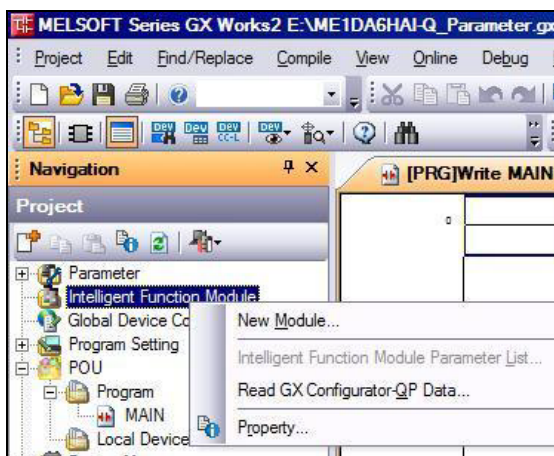 MELSOFT Series GX Works2 E:\ME1DA6HAI-Q_Parameter.gx
Project Edit Find/Replace Compile View Online Debug
Navigation
[PRG]Write MAIN
Project
0
Parameter
Intelligent Function Module
Global Device Co
New Module...
Program Setting
Intelligent Function Module Parameter List...
POU
Read GX Configurator-QP Data...
Program
MAIN
Property...
Local Device